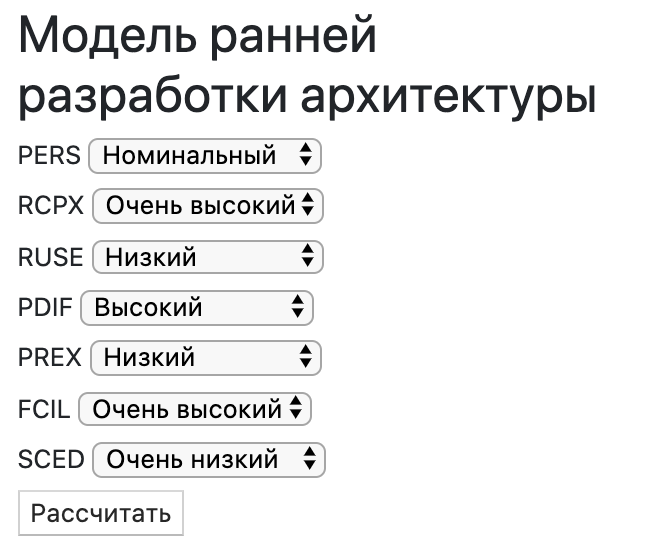 Модель ранней
разработки архитектуры
PERS Номинальный
RCPX Очень высокий
RUSE Низкий
PDIF Высокий
PREX Низкий
FCIL Очень высокий
SCED Очень низкий
Рассчитать